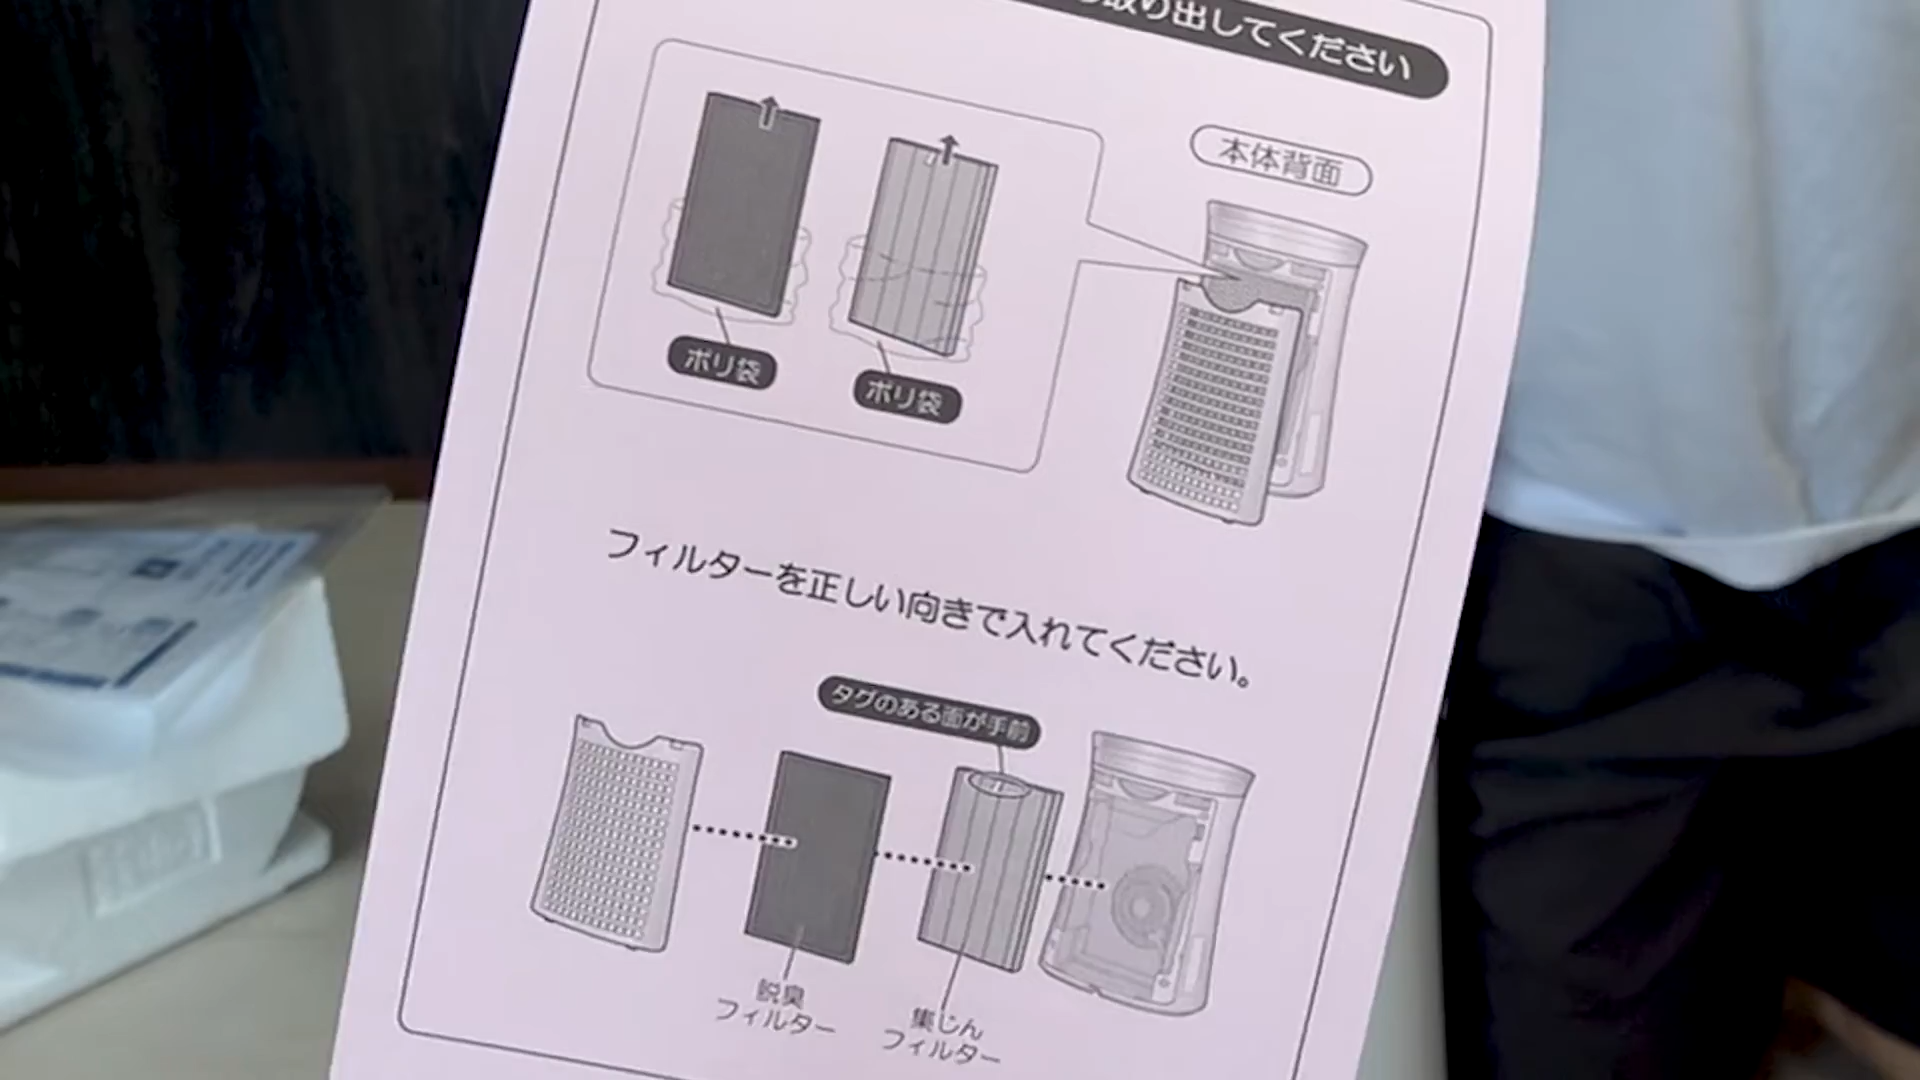 取り出してください
本体背面
ポリ袋
ポリ袋
フィルターを正しい向きで入れてください。
タグのある面が手前
脱臭
フィルター
集じん
フィルター